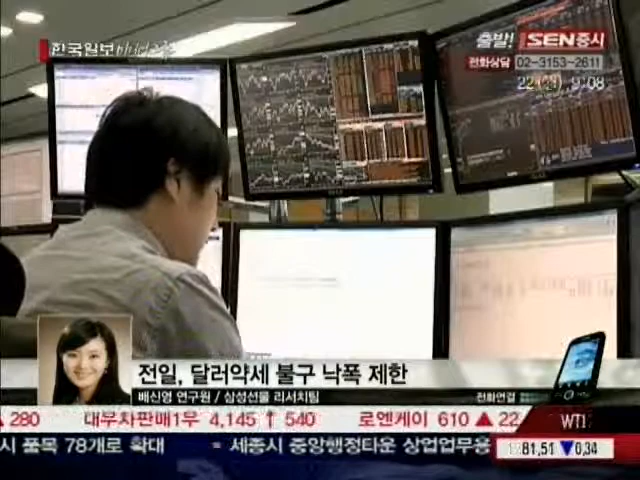 한국일보
출발! SEN증시
전화상담 02-3153-2611
9:08
전일, 달러약세 불구 낙폭 제한
배신영 연구원 / 삼성선물 리서치팀
전화연결
▲ 280 대우차판매1우 4,145 ↑ 540 로엔케이 610 ▲ 22
WTI
시 품목 78개로 확대 = 세종시 중앙행정타운 상업업무용
81,51 ▼0,34